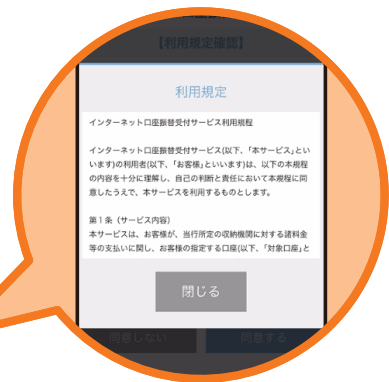 【利用規定確認】
利用規定
インターネット口座振替受付サービス利用規程
インターネット口座振替受付サービス(以下、「本サービス」とい
います)の利用者(以下、「お客様」といいます)は、以下の本規程
の内容を十分に理解し、自己の判断と責任において本規程に同
意したうえで、本サービスを利用するものとします。
第1条（サービス内容）
本サービスは、お客様が、当行所定の収納機関に対する諸料金
等の支払いに関し、お客様の指定する口座(以下、「対象口座」と
閉じる
同意しない
同意する